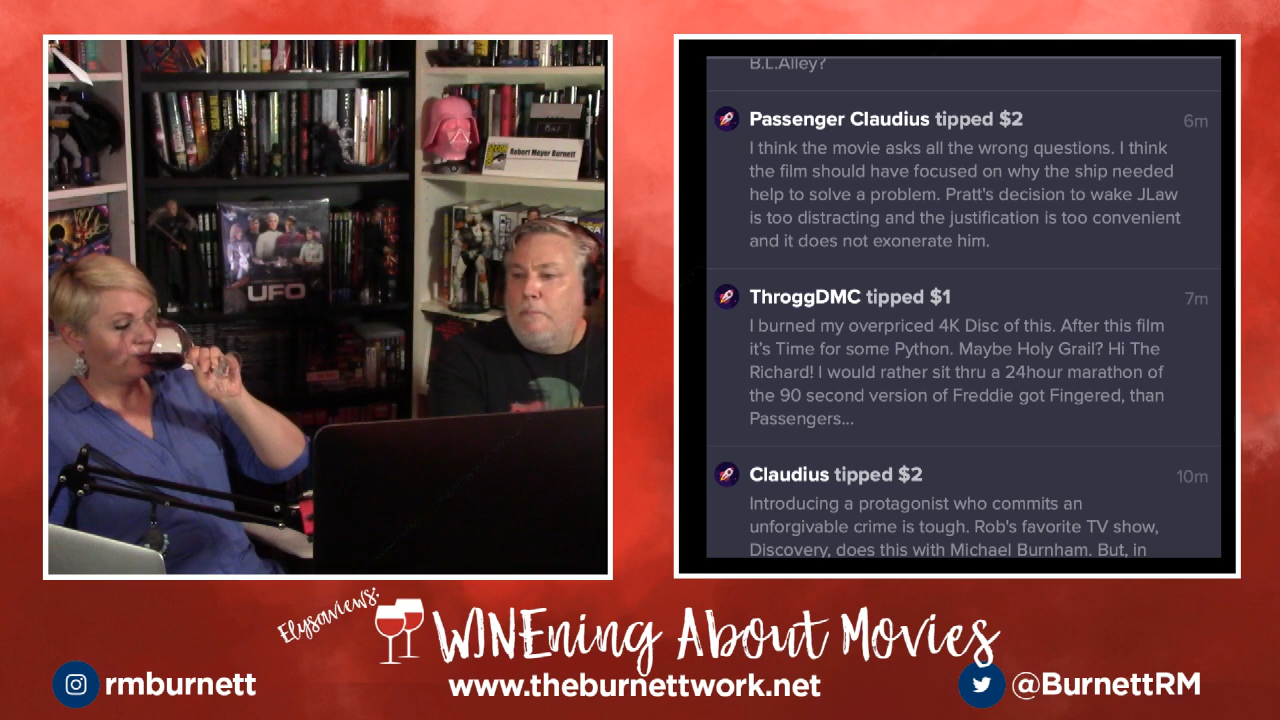 Robert Meyer Burnett
UFO
B.L.Alley?
Passenger Claudius tipped $2
6m
I think the movie asks all the wrong questions. I think
the film should have focused on why the ship needed
help to solve a problem. Pratt's decision to wake JLaw
is too distracting and the justification is too convenient
and it does not exonerate him.
ThroggDMC tipped $1
7m
I burned my overpriced 4K Disc of this. After this film
it's Time for some Python. Maybe Holy Grail? Hi The
Richard! I would rather sit thru a 24hour marathon of
the 90 second version of Freddie got Fingered, than
Passengers...
Claudius tipped $2
10m
Introducing a protagonist who commits an
unforgivable crime is tough. Rob's favorite TV show,
Discovery, does this with Michael Burnham. But, in
Elysaviews:
WINEning About Movies
rmburnett
www.theburnettwork.net
@BurnettRM